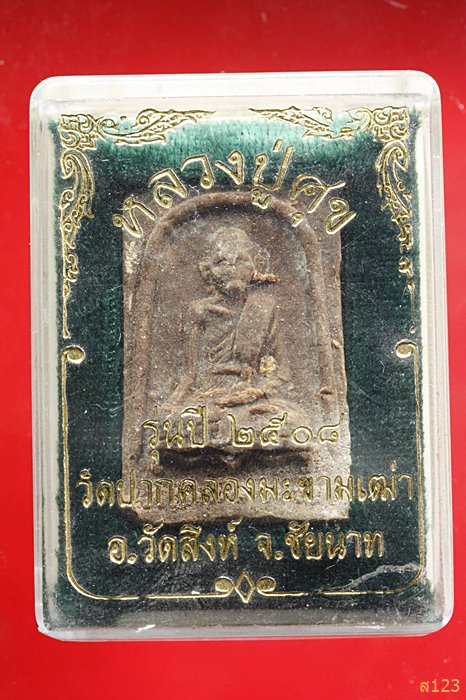 หลวงปู่ศุข
รุ่นปี ๒๕๐๘
วัดปากคลองมะขามเฒ่า
อ.วัดสิงห์ จ.ชัยนาท
ส123